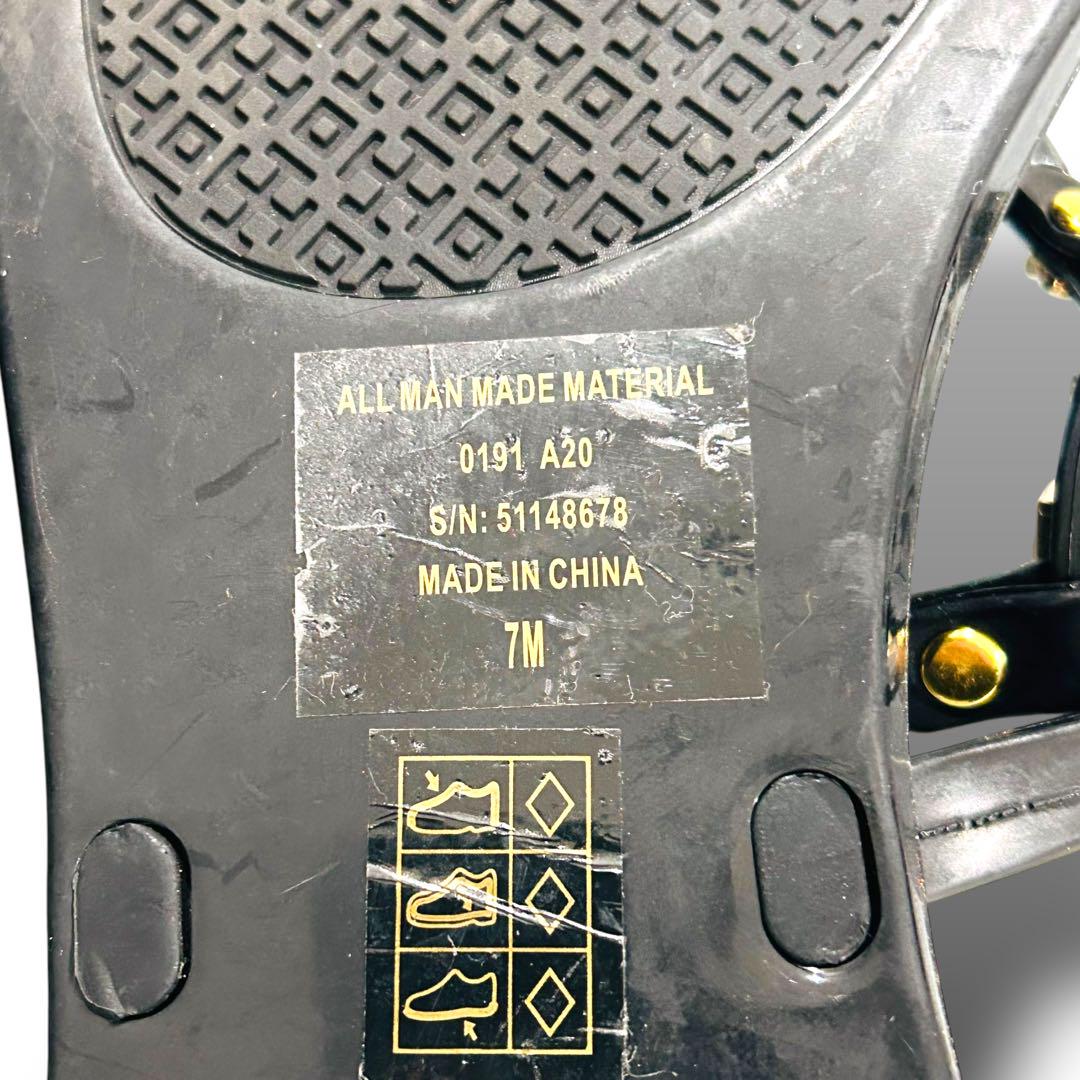 ALL MAN MADE MATERIAL
0191 A20
S/N: 51148678
MADE IN CHINA
7M